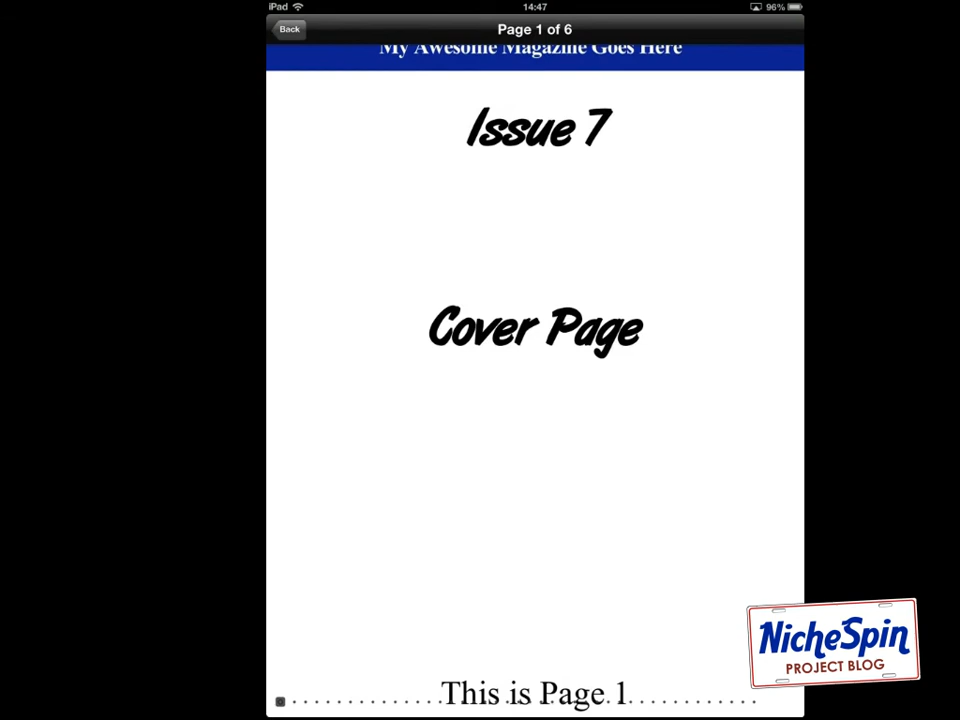 iPad 14:47 96%
Back Page 1 of 6
My Awesome Magazine Goes Here
Issue 7
Cover Page
This is Page 1
NicheSpin
PROJECT BLOG